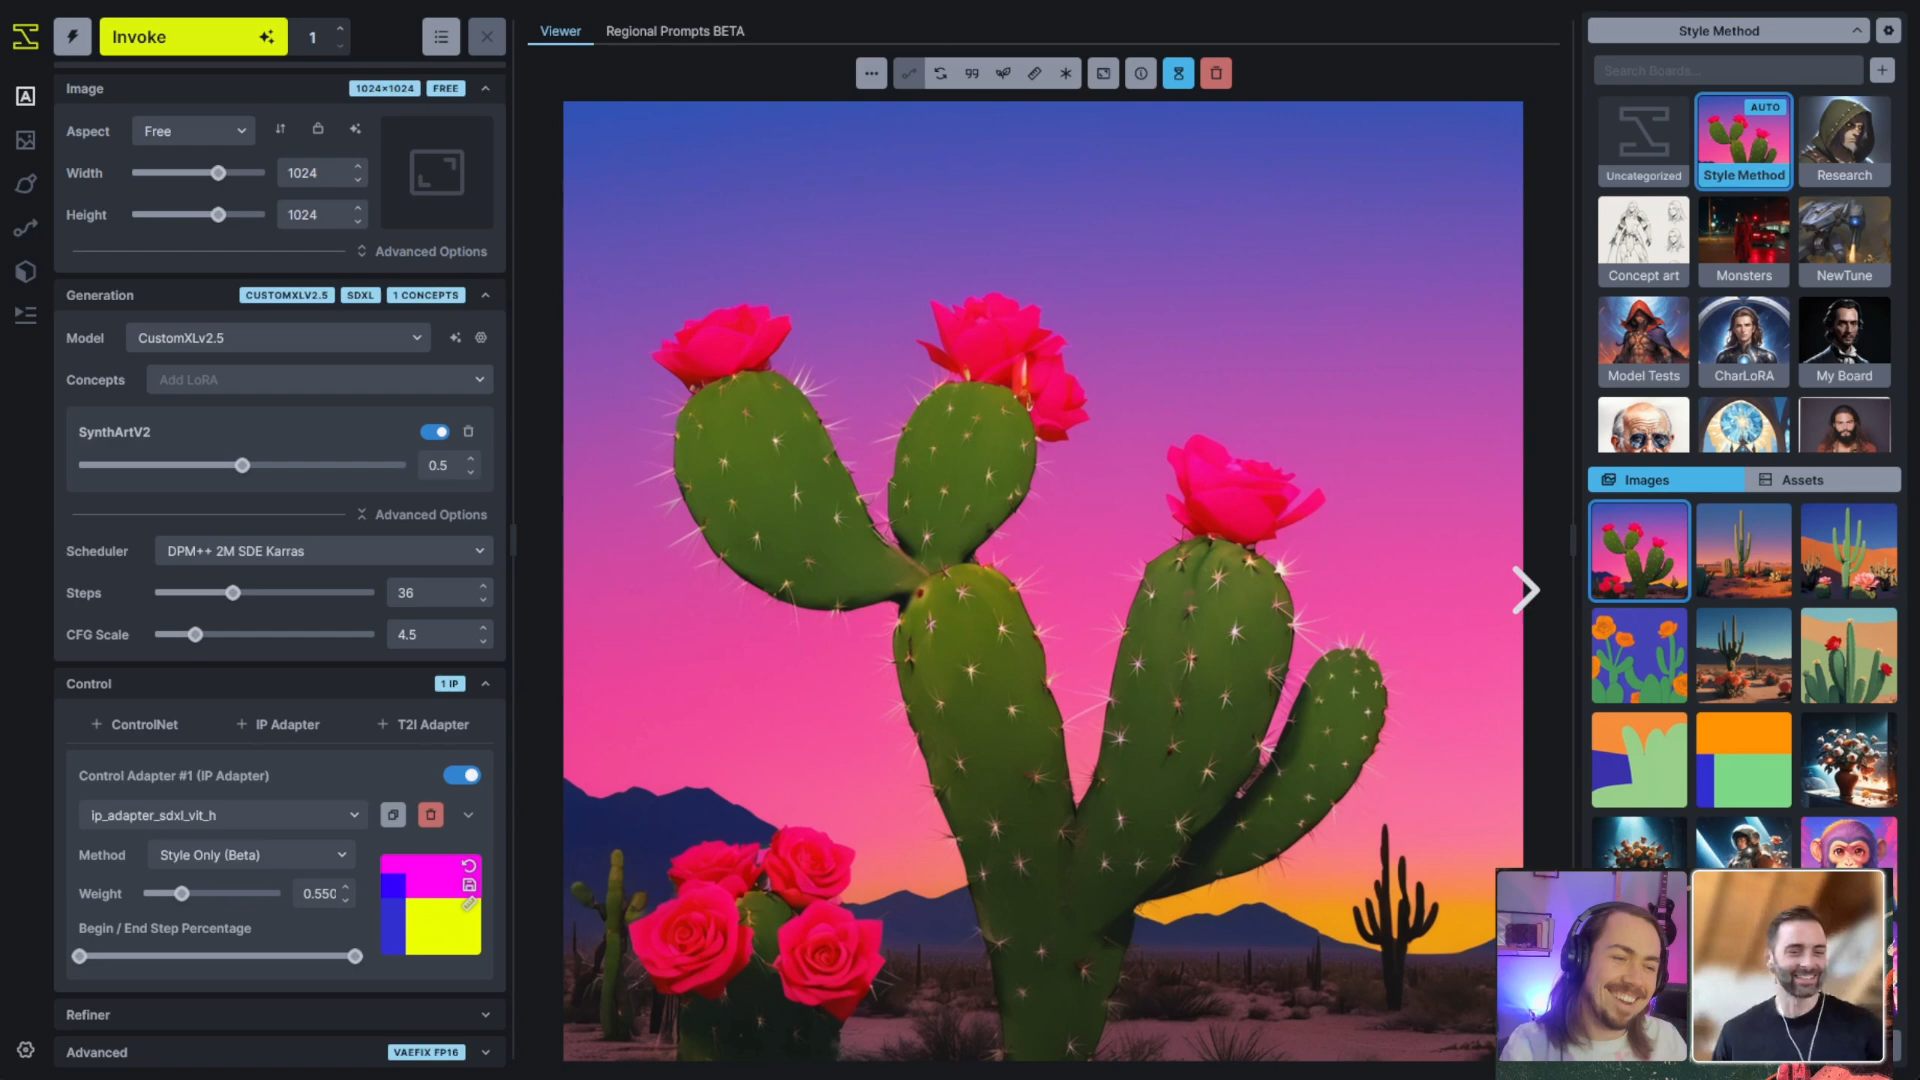 Invoke
1
Viewer
Regional Prompts BETA
Style Method
Search Boards...
Image
1024×1024
FREE
Aspect
Free
Width
1024
Height
1024
Advanced Options
Generation
CUSTOMXLV2.5
SDXL
1 CONCEPTS
Model
CustomXLv2.5
Concepts
Add LoRA
SynthArtV2
0.5
Advanced Options
Scheduler
DPM++ 2M SDE Karras
Steps
36
CFG Scale
4.5
Control
1 IP
ControlNet
IP Adapter
T2I Adapter
Control Adapter #1 (IP Adapter)
ip_adapter_sdxl_vit_h
Method
Style Only (Beta)
Weight
0.550
Begin / End Step Percentage
Refiner
Advanced
VAEFIX FP16
AUTO
Uncategorized
Style Method
Research
Concept art
Monsters
NewTune
Model Tests
CharLoRA
My Board
Images
Assets